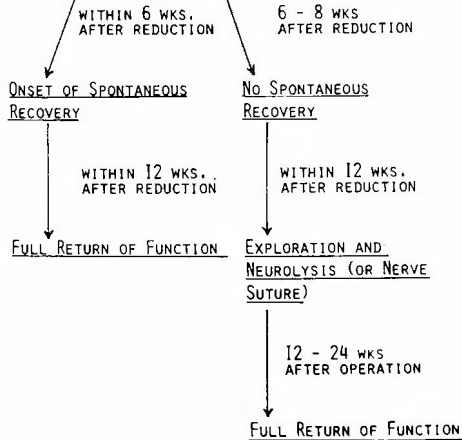 WITHIN 6 WKS.
AFTER REDUCTION
6 - 8 WKS
AFTER REDUCTION
ONSET OF SPONTANEOUS
RECOVERY
NO SPONTANEOUS
RECOVERY
WITHIN 12 WKS.
AFTER REDUCTION
WITHIN 12 WKS.
AFTER REDUCTION
FULL RETURN OF FUNCTION
EXPLORATION AND
NEUROLYSIS (OR NERVE
SUTURE)
12 - 24 WKS
AFTER OPERATION
FULL RETURN OF FUNCTION